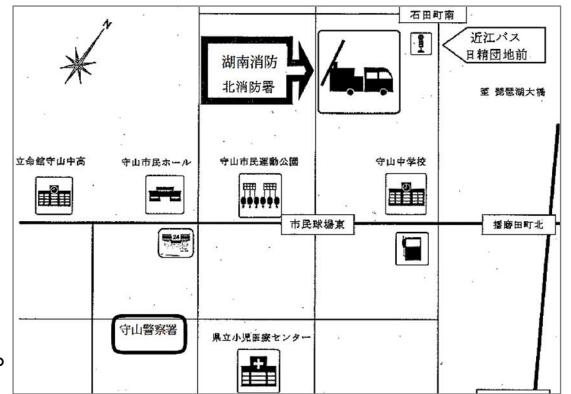 石田町南
N
近江バス
日精団地前
湖南消防
北消防署
至 琵琶湖大橋
立命館守山中高
守山市民ホール
守山市民運動公園
守山中学校
市民球場東
播磨田町北
24
守山警察署
県立小児医療センター